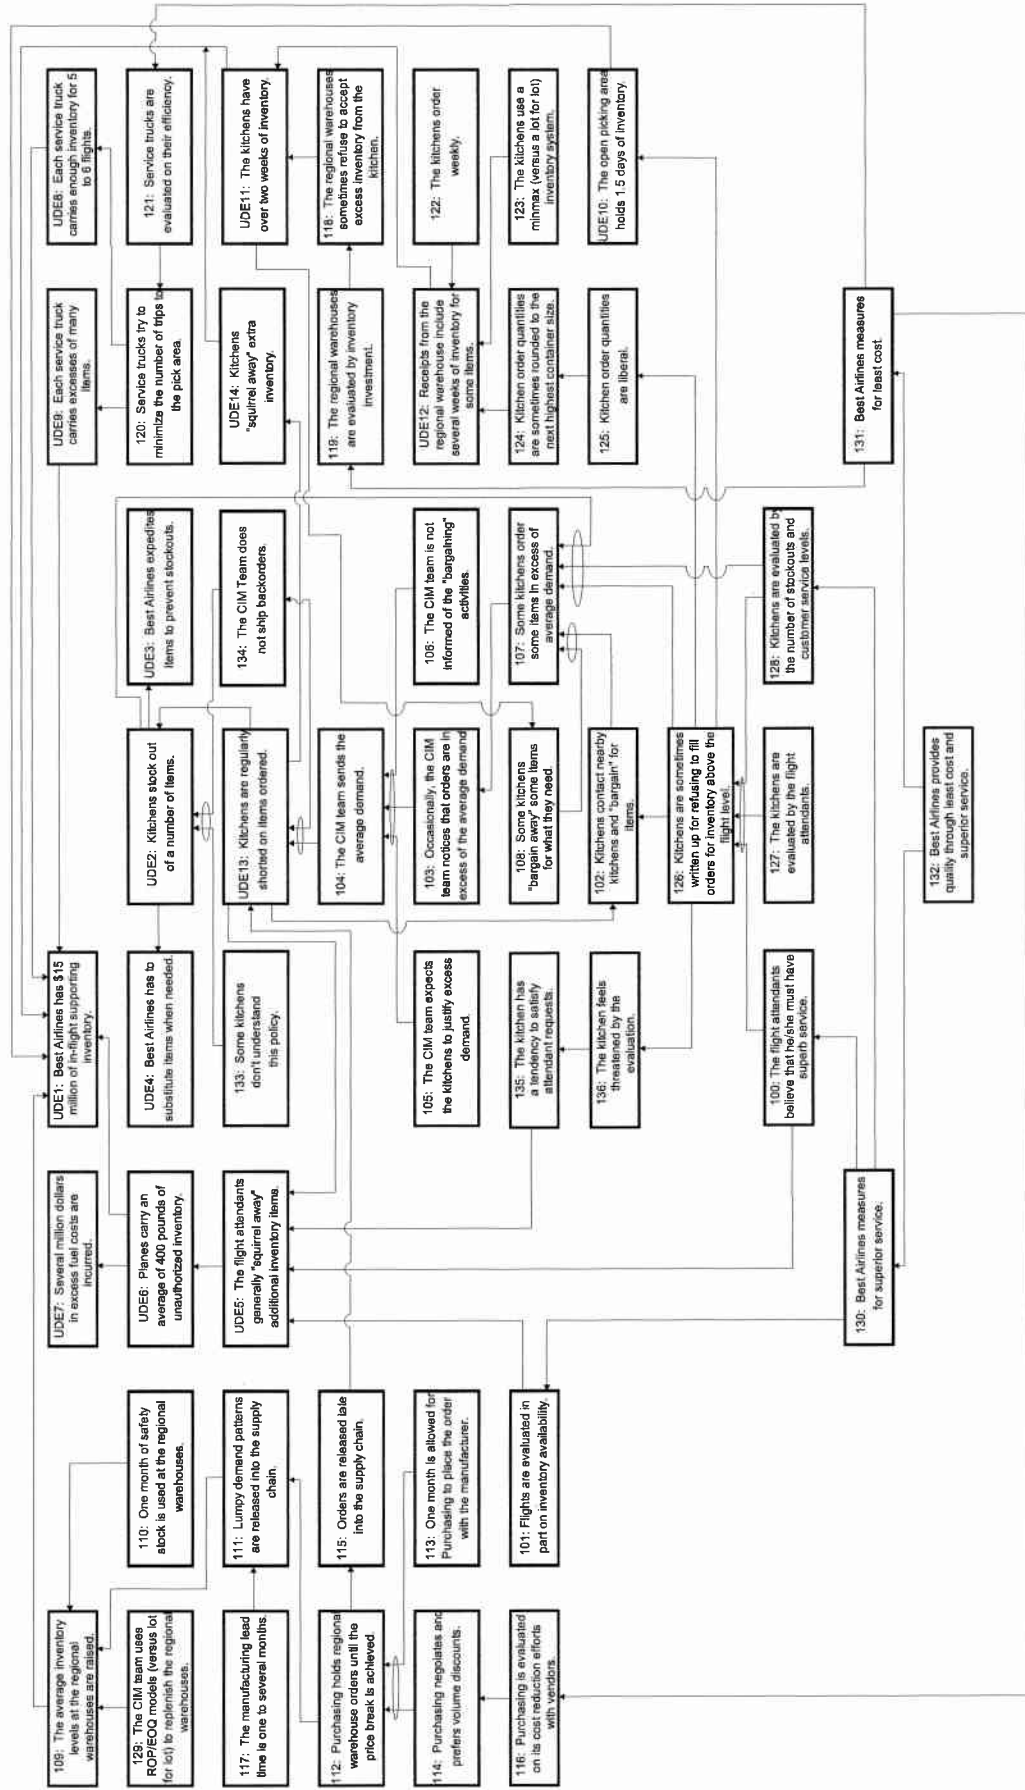 109: The average inventory
levels at the regional
warehouses are raised.
UDE7: Several million dollars
in excess fuel costs are
incurred.
UDE1: Best Airlines has $15
million of in-flight supporting
inventory.
UDE9: Each service truck
carries excesses of many
items.
UDE8: Each service truck
carries enough inventory for 5
to 6 flights.
129: The CIM team uses
ROP/EOQ models (versus lot
for lot) to replenish the regional
warehouses.
110: One month of safety
stock is used at the regional
warehouses.
UDE6: Planes carry an
average of 400 pounds of
unauthorized inventory.
UDE4: Best Airlines has to
substitute items when needed.
UDE2: Kitchens stock out
of a number of items.
UDE3: Best Airlines expedites
items to prevent stockouts.
120: Service trucks try to
minimize the number of trips to
the pick area.
121: Service trucks are
evaluated on their efficiency.
117: The manufacturing lead
time is one to several months.
111: Lumpy demand patterns
are released into the supply
chain.
UDE5: The flight attendants
generally "squirrel away"
additional inventory items.
133: Some kitchens
don't understand
this policy.
UDE13: Kitchens are regularly
shorted on items ordered.
134: The CIM Team does
not ship backorders.
UDE14: Kitchens
"squirrel away" extra
inventory.
UDE11: The kitchens have
over two weeks of inventory.
112: Purchasing holds regional
warehouse orders until the
price break is achieved.
115: Orders are released late
into the supply chain.
104: The CIM team sends the
average demand.
119: The regional warehouses
are evaluated by inventory
investment.
118: The regional warehouses
sometimes refuse to accept
excess inventory from the
kitchen.
114: Purchasing negotiates and
prefers volume discounts.
113: One month is allowed for
Purchasing to place the order
with the manufacturer.
105: The CIM team expects
the kitchens to justify excess
demand.
103: Occasionally, the CIM
team notices that orders are in
excess of the average demand
106: The CIM team is not
informed of the "bargaining"
activities.
UDE12: Receipts from the
regional warehouse include
several weeks of inventory for
some items.
122: The kitchens order
weekly.
116: Purchasing is evaluated
on its cost reduction efforts
with vendors.
101: Flights are evaluated in
part on inventory availability.
135: The kitchen has
a tendency to satisfy
attendant requests.
108: Some kitchens
"bargain away" some items
for what they need.
107: Some kitchens order
some items in excess of
average demand.
124: Kitchen order quantities
are sometimes rounded to the
next highest container size.
123: The kitchens use a
minmax (versus a lot for lot)
inventory system.
136: The kitchen feels
threatened by the
evaluation.
102: Kitchens contact nearby
kitchens and "bargain" for
items.
125: Kitchen order quantities
are liberal.
UDE10: The open picking area
holds 1.5 days of inventory.
126: Kitchens are sometimes
written up for refusing to fill
orders for inventory above the
flight level.
100: The flight attendants
believe that he/she must have
superb service.
127: The kitchens are
evaluated by the flight
attendants.
128: Kitchens are evaluated by
the number of stockouts and
customer service levels.
130: Best Airlines measures
for superior service.
131: Best Airlines measures
for least cost.
132: Best Airlines provides
quality through least cost and
superior service.